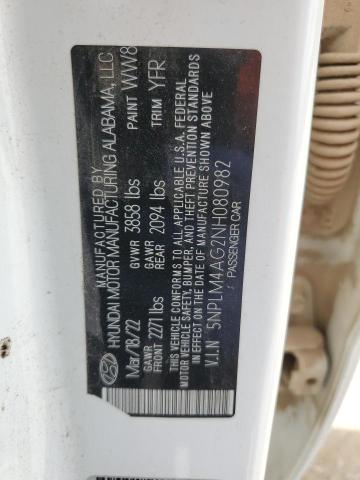 MANUFACTURED BY
HYUNDAI MOTOR MANUFACTURING ALABAMA, LLC
Mar/18/22 GVWR 3858 lbs PAINT WW8
GAWR FRONT 2271 lbs GAWR REAR 2094 lbs TRIM YFR
THIS VEHICLE CONFORMS TO ALL APPLICABLE U.S.A. FEDERAL
MOTOR VEHICLE SAFETY, BUMPER, AND THEFT PREVENTION STANDARDS
IN EFFECT ON THE DATE OF MANUFACTURE SHOWN ABOVE
V.I.N 5NPLM4AG2NH080982
/ PASSENGER CAR